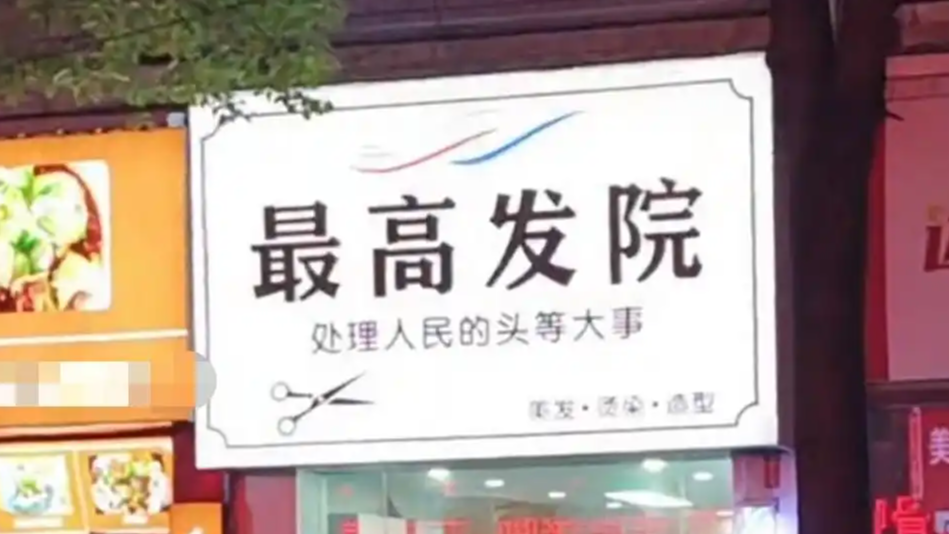 最高发院
处理人民的头等大事
美发·烫染·造型
美